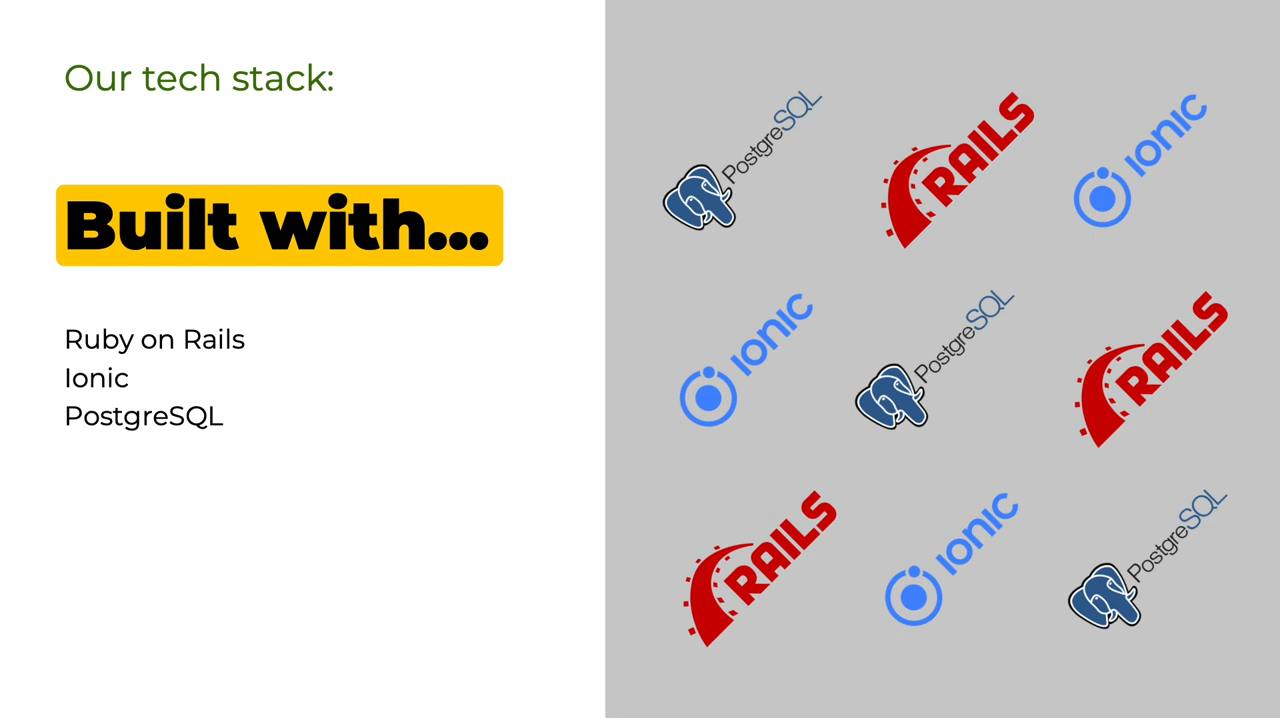 Our tech stack:
Built with...
Ruby on Rails
Ionic
PostgreSQL
PostgreSQL
RAILS
IONIC
IONIC
PostgreSQL
RAILS
RAILS
IONIC
PostgreSQL